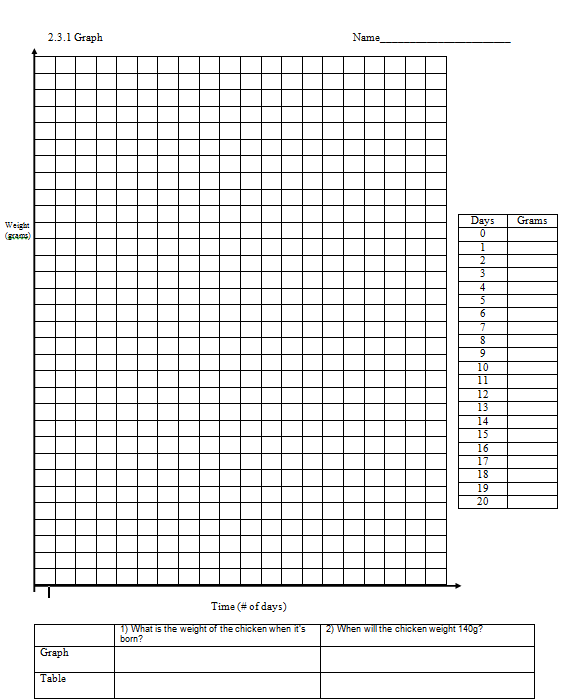 2.3.1 Graph
Name______________________
Weight
(grams)
Days Grams
0
1
2
3
4
5
6
7
8
9
10
11
12
13
14
15
16
17
18
19
20
Time (# of days)
1) What is the weight of the chicken when it's
born?
2) When will the chicken weight 140g?
Graph
Table